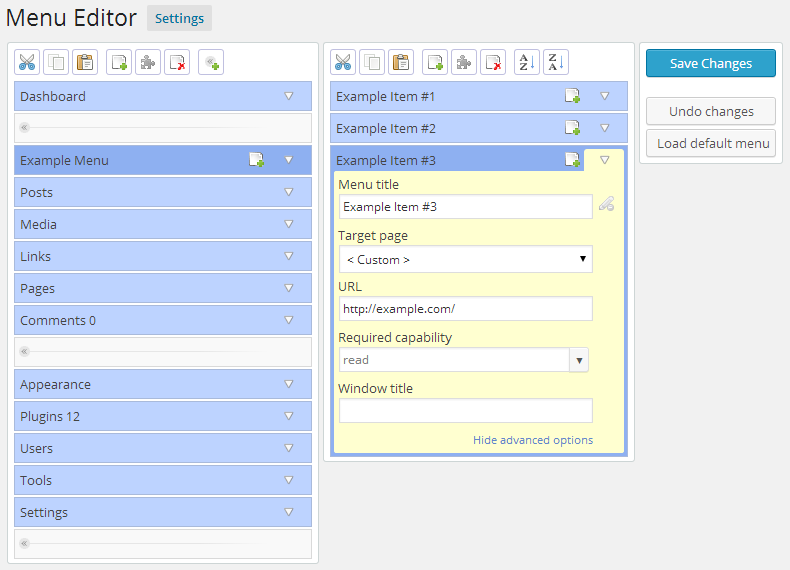 Menu Editor Settings
Dashboard
Example Menu
Posts
Media
Links
Pages
Comments 0
Appearance
Plugins 12
Users
Tools
Settings
A Z
Z A
Example Item #1
Example Item #2
Example Item #3
Menu title
Example Item #3
Target page
< Custom >
URL
http://example.com/
Required capability
read
Window title
Hide advanced options
Save Changes
Undo changes
Load default menu